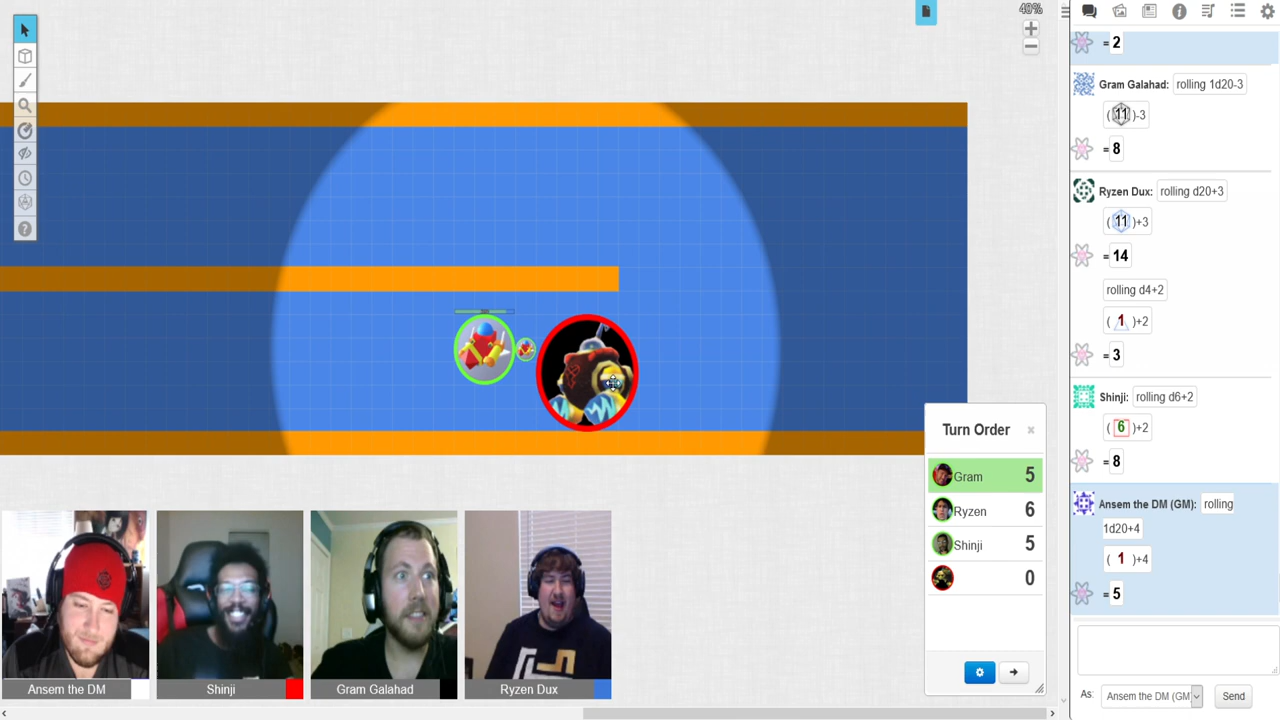 40%
= 2
Gram Galahad: rolling 1d20-3
(11)-3
= 8
Ryzen Dux: rolling d20+3
(11)+3
= 14
rolling d4+2
(1)+2
= 3
Shinji: rolling d6+2
(6)+2
= 8
Ansem the DM (GM): rolling
1d20+4
(1)+4
= 5
As: Ansem the DM (GM Send
Turn Order ×
Gram 5
Ryzen 6
Shinji 5
0
Ansem the DM
Shinji
Gram Galahad
Ryzen Dux